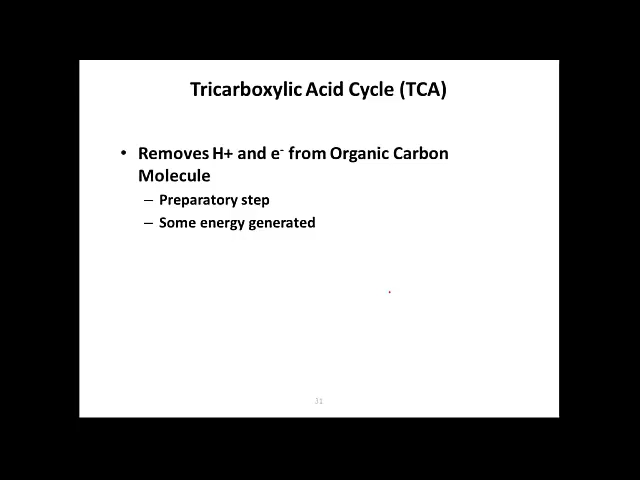 Tricarboxylic Acid Cycle (TCA)
• Removes H+ and e⁻ from Organic Carbon
Molecule
– Preparatory step
– Some energy generated
31